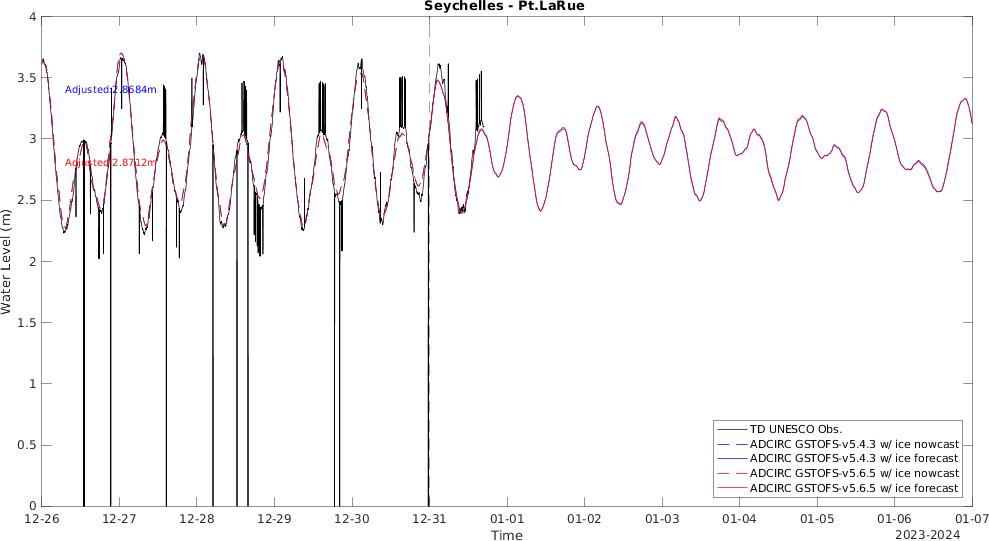 Seychelles - Pt.LaRue
4
3.5
3
2.5
2
1.5
1
0.5
0
Water Level (m)
Adjusted:2.8684m
Adjusted:2.8712m
TD UNESCO Obs.
ADCIRC GSTOFS-v5.4.3 w/ ice nowcast
ADCIRC GSTOFS-v5.4.3 w/ ice forecast
ADCIRC GSTOFS-v5.6.5 w/ ice nowcast
ADCIRC GSTOFS-v5.6.5 w/ ice forecast
12-26 12-27 12-28 12-29 12-30 12-31 01-01 01-02 01-03 01-04 01-05 01-06 01-07
Time
2023-2024